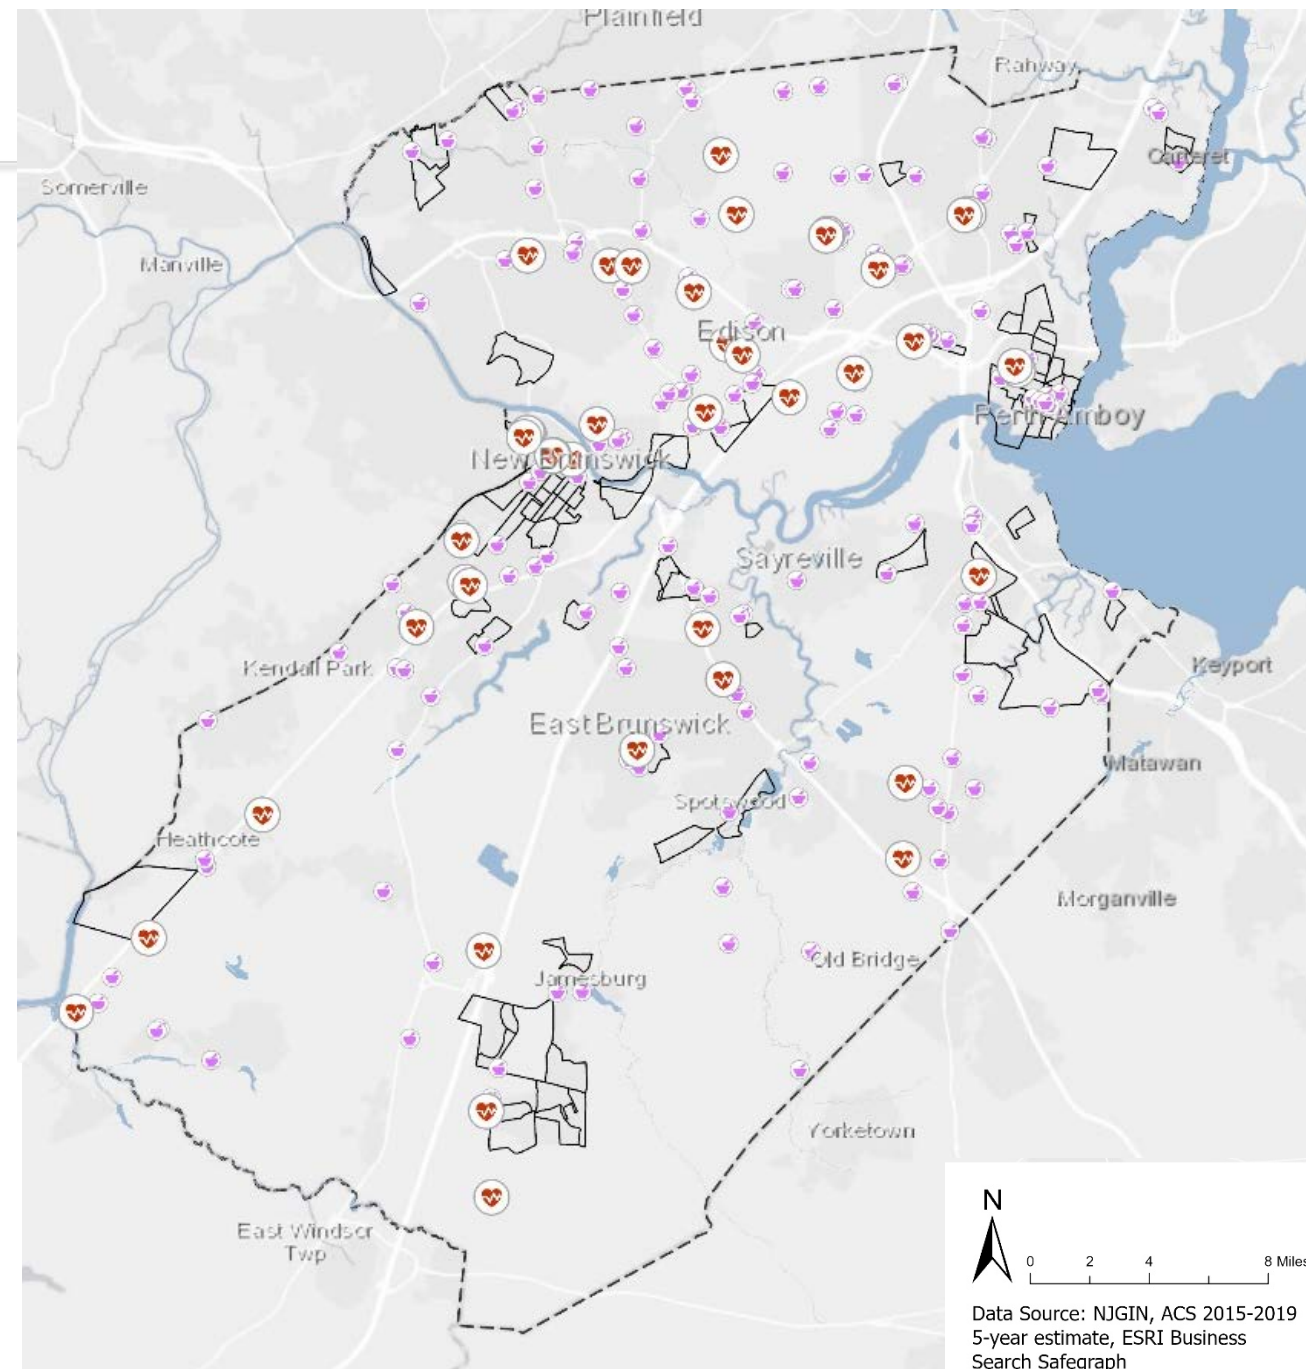 Plainfield
Rahway
Carteret
Somerville
Manville
Edison
Perth Amboy
New Brunswick
Sayreville
Kendall Park
Keyport
East Brunswick
Matawan
Spotswood
Heathcote
Morganville
Old Bridge
Jamesburg
Yorketown
East Windsor
Twp
N
0 2 4 8 Miles
Data Source: NJGIN, ACS 2015-2019
5-year estimate, ESRI Business
Search Safegraph